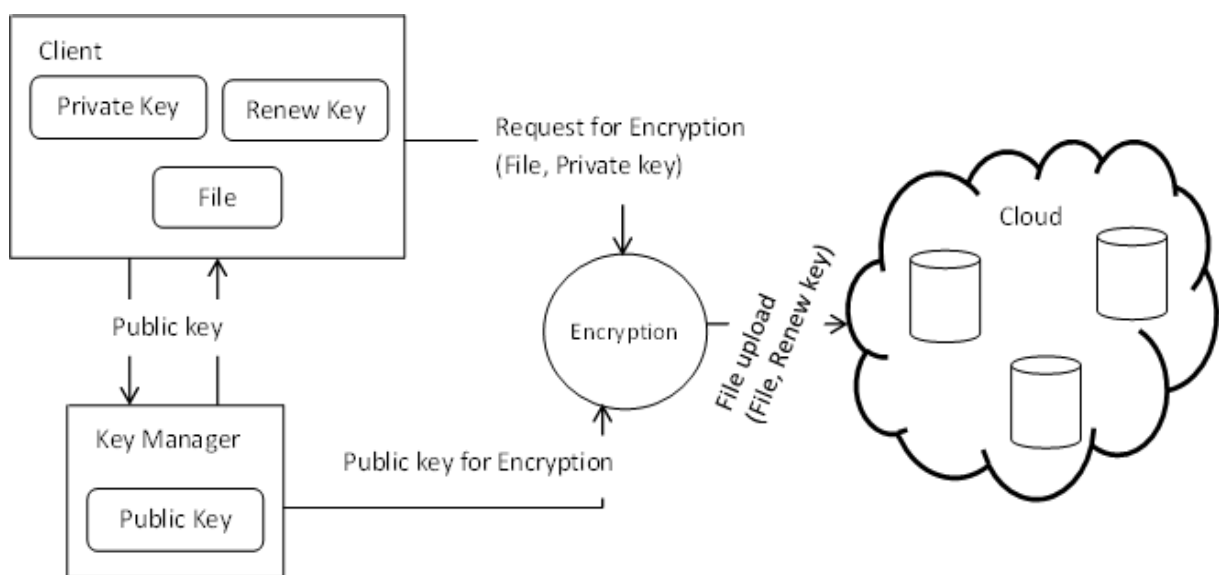 Client
Private Key
Renew Key
File
Request for Encryption
(File, Private key)
Public key
Key Manager
Public Key
Public key for Encryption
Encryption
File upload
(File, Renew key)
Cloud